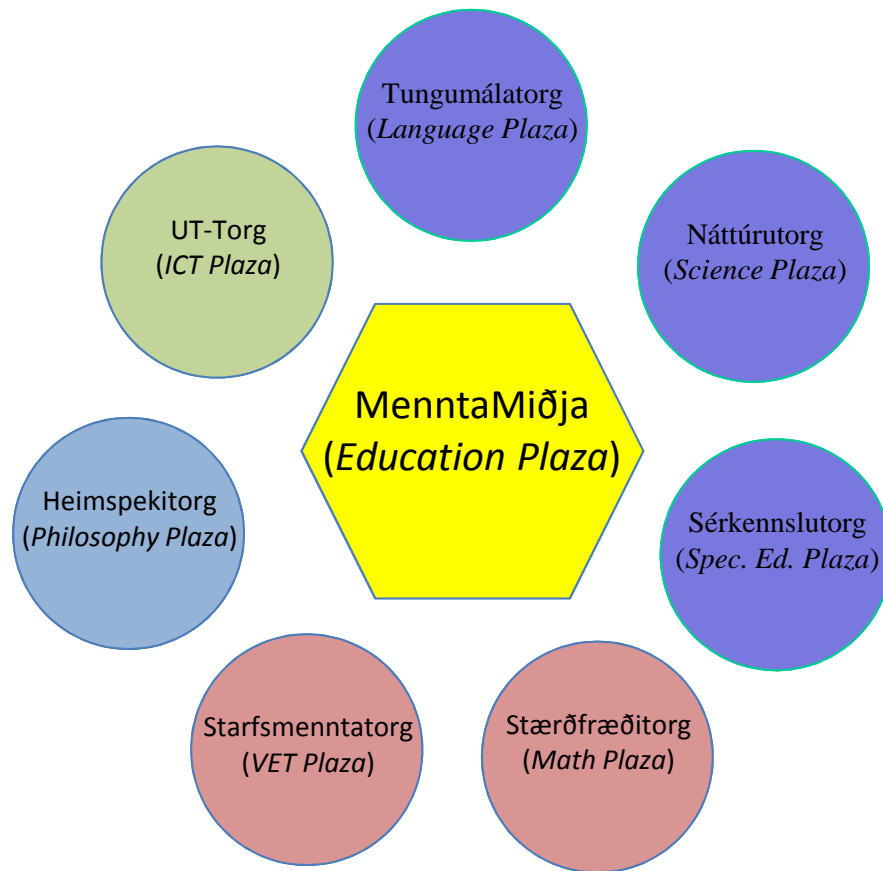 Tungumálatorg
(Language Plaza)
UT-Torg
(ICT Plaza)
Náttúrutorg
(Science Plaza)
MenntaMiðja
(Education Plaza)
Heimspekitorg
(Philosophy Plaza)
Sérkennslutorg
(Spec. Ed. Plaza)
Starfsmenntatorg
(VET Plaza)
Stærðfræðitorg
(Math Plaza)